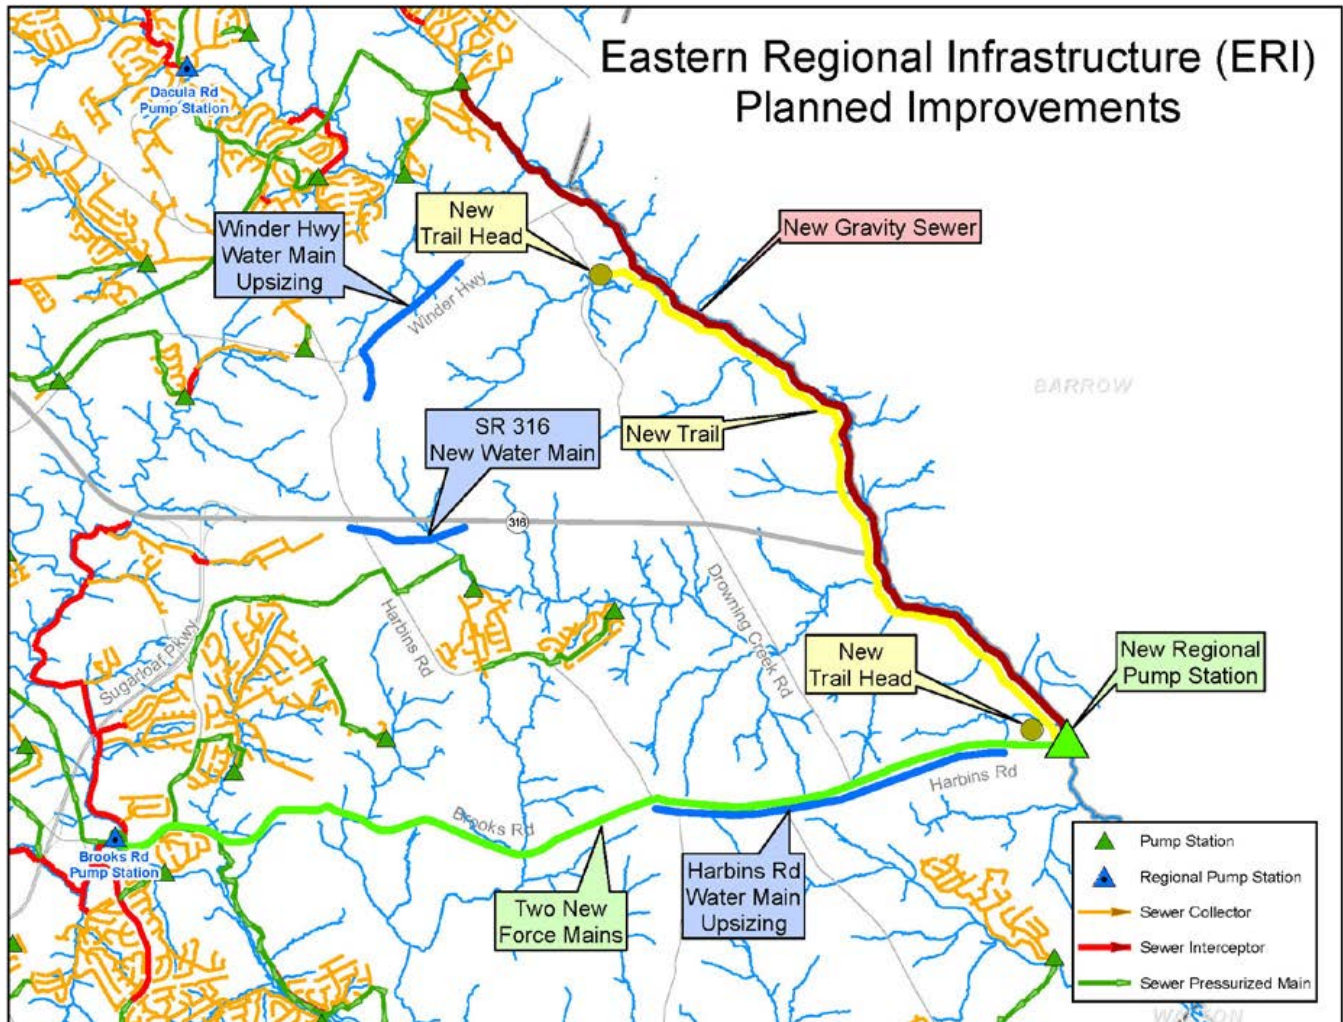 Eastern Regional Infrastructure (ERI)
Planned Improvements
Dacula Rd
Pump Station
Winder Hwy
Water Main
Upsizing
New
Trail Head
New Gravity Sewer
Winder Hwy
BARROW
SR 316
New Water Main
New Trail
316
Drowning Creek Rd
Harbins Rd
Sugarloaf Pkwy
New
Trail Head
New Regional
Pump Station
Harbins Rd
Brooks Rd
Brooks Rd
Pump Station
Two New
Force Mains
Harbins Rd
Water Main
Upsizing
Pump Station
Regional Pump Station
Sewer Collector
Sewer Interceptor
Sewer Pressurized Main